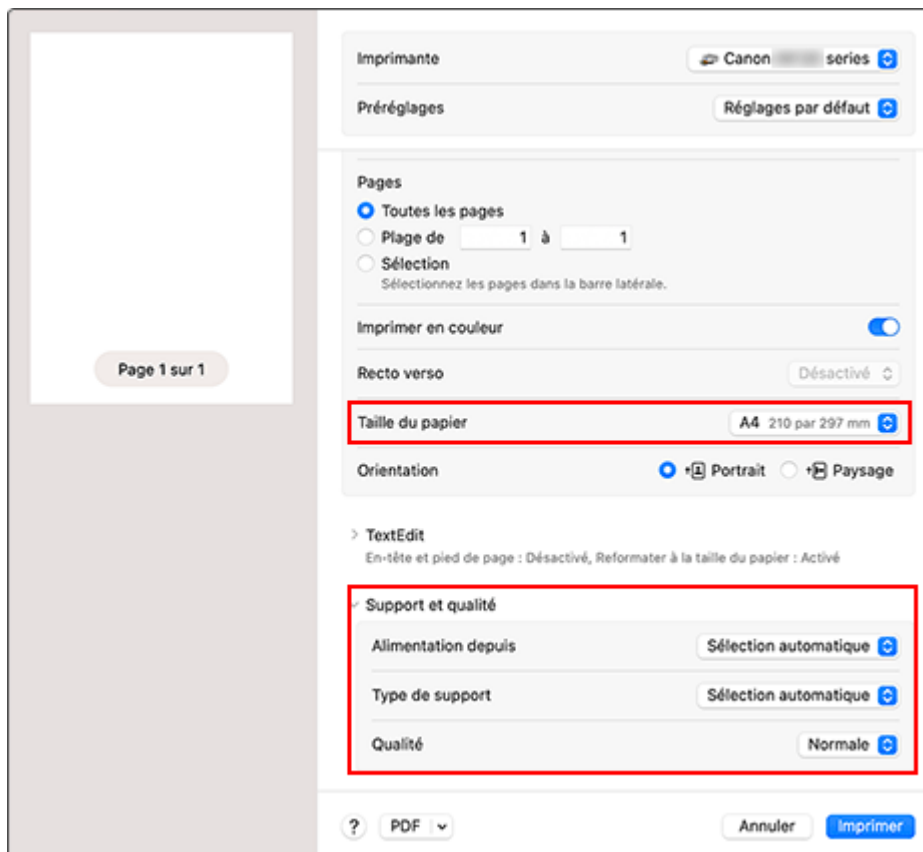 Imprimante Canon series
Préréglages Réglages par défaut
Pages
Toutes les pages
Plage de 1 à 1
Sélection
Sélectionnez les pages dans la barre latérale.
Imprimer en couleur
Page 1 sur 1
Recto verso Désactivé
Taille du papier A4 210 par 297 mm
Orientation Portrait Paysage
TextEdit
En-tête et pied de page : Désactivé, Reformater à la taille du papier : Activé
Support et qualité
Alimentation depuis Sélection automatique
Type de support Sélection automatique
Qualité Normale
? PDF Annuler Imprimer